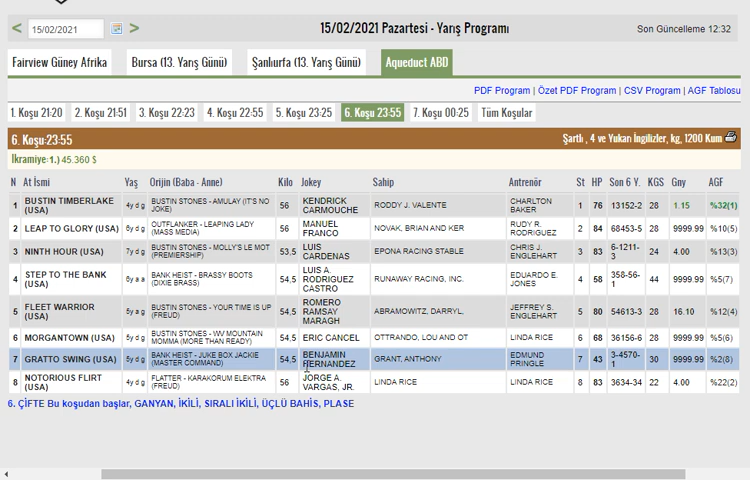 < 15/02/2021 > 15/02/2021 Pazartesi - Yarış Programı Son Güncelleme 12:32
Fairview Güney Afrika Bursa (13. Yarış Günü) Şanlıurfa (13. Yarış Günü) Aqueduct ABD
PDF Program | Özet PDF Program | CSV Program | AGF Tablosu
1. Koşu 21:20 2. Koşu 21:51 3. Koşu 22:23 4. Koşu 22:55 5. Koşu 23:25 6. Koşu 23:55 7. Koşu 00:25 Tüm Koşular
6. Koşu:23:55 Şartlı , 4 ve Yukarı İngilizler, kg, 1200 Kum
İkramiye:1.) 45.360 $
N At İsmi Yaş Orijin (Baba - Anne) Kilo Jokey Sahip Antrenör St HP Son 6 Y. KGS Gny AGF
1 BUSTIN TIMBERLAKE (USA) 4y d g BUSTIN STONES - AMULAY (IT'S NO JOKE) 56 KENDRICK CARMOUCHE RODDY J. VALENTE CHARLTON BAKER 1 76 13152-2 28 1.15 %32(1)
2 LEAP TO GLORY (USA) 6y d g OUTFLANKER - LEAPING LADY (MASS MEDIA) 56 MANUEL FRANCO NOVAK, BRIAN AND KER RUDY R. RODRIGUEZ 2 84 68453-5 28 9999.99 %10(5)
3 NINTH HOUR (USA) 7y d g BUSTIN STONES - MOLLY'S LE MOT (PREMIERSHIP) 53,5 LUIS CARDENAS EPONA RACING STABLE CHRIS J. ENGLEHART 3 83 6-1211-3 24 4.00 %13(3)
4 STEP TO THE BANK (USA) 6y a a BANK HEIST - BRASSY BOOTS (DIXIE BRASS) 54,5 LUIS A. RODRIGUEZ CASTRO RUNAWAY RACING, INC. EDUARDO E. JONES 4 58 358-56-1 44 9999.99 %5(7)
5 FLEET WARRIOR (USA) 5y a g BUSTIN STONES - YOUR TIME IS UP (FREUD) 54,5 ROMERO RAMSAY MARAGH ABRAMOWITZ, DARRYL, JEFFREY S. ENGLEHART 5 80 54613-3 28 16.10 %12(4)
6 MORGANTOWN (USA) 5y d g BUSTIN STONES - WV MOUNTAIN MOMMA (MORE THAN READY) 54,5 ERIC CANCEL OTTRANDO, LOU AND OT LINDA RICE 6 68 36156-6 28 9999.99 %5(6)
7 GRATTO SWING (USA) 5y d g BANK HEIST - JUKE BOX JACKIE (MASTER COMMAND) 54,5 BENJAMIN HERNANDEZ GRANT, ANTHONY EDMUND PRINGLE 7 43 3-4570-1 30 9999.99 %2(8)
8 NOTORIOUS FLIRT (USA) 4y d g FLATTER - KARAKORUM ELEKTRA (FREUD) 56 JORGE A. VARGAS, JR. LINDA RICE LINDA RICE 8 83 3634-34 22 4.00 %22(2)
6. ÇİFTE Bu koşudan başlar, GANYAN, İKİLİ, SIRALI İKİLİ, ÜÇLÜ BAHİS, PLASE